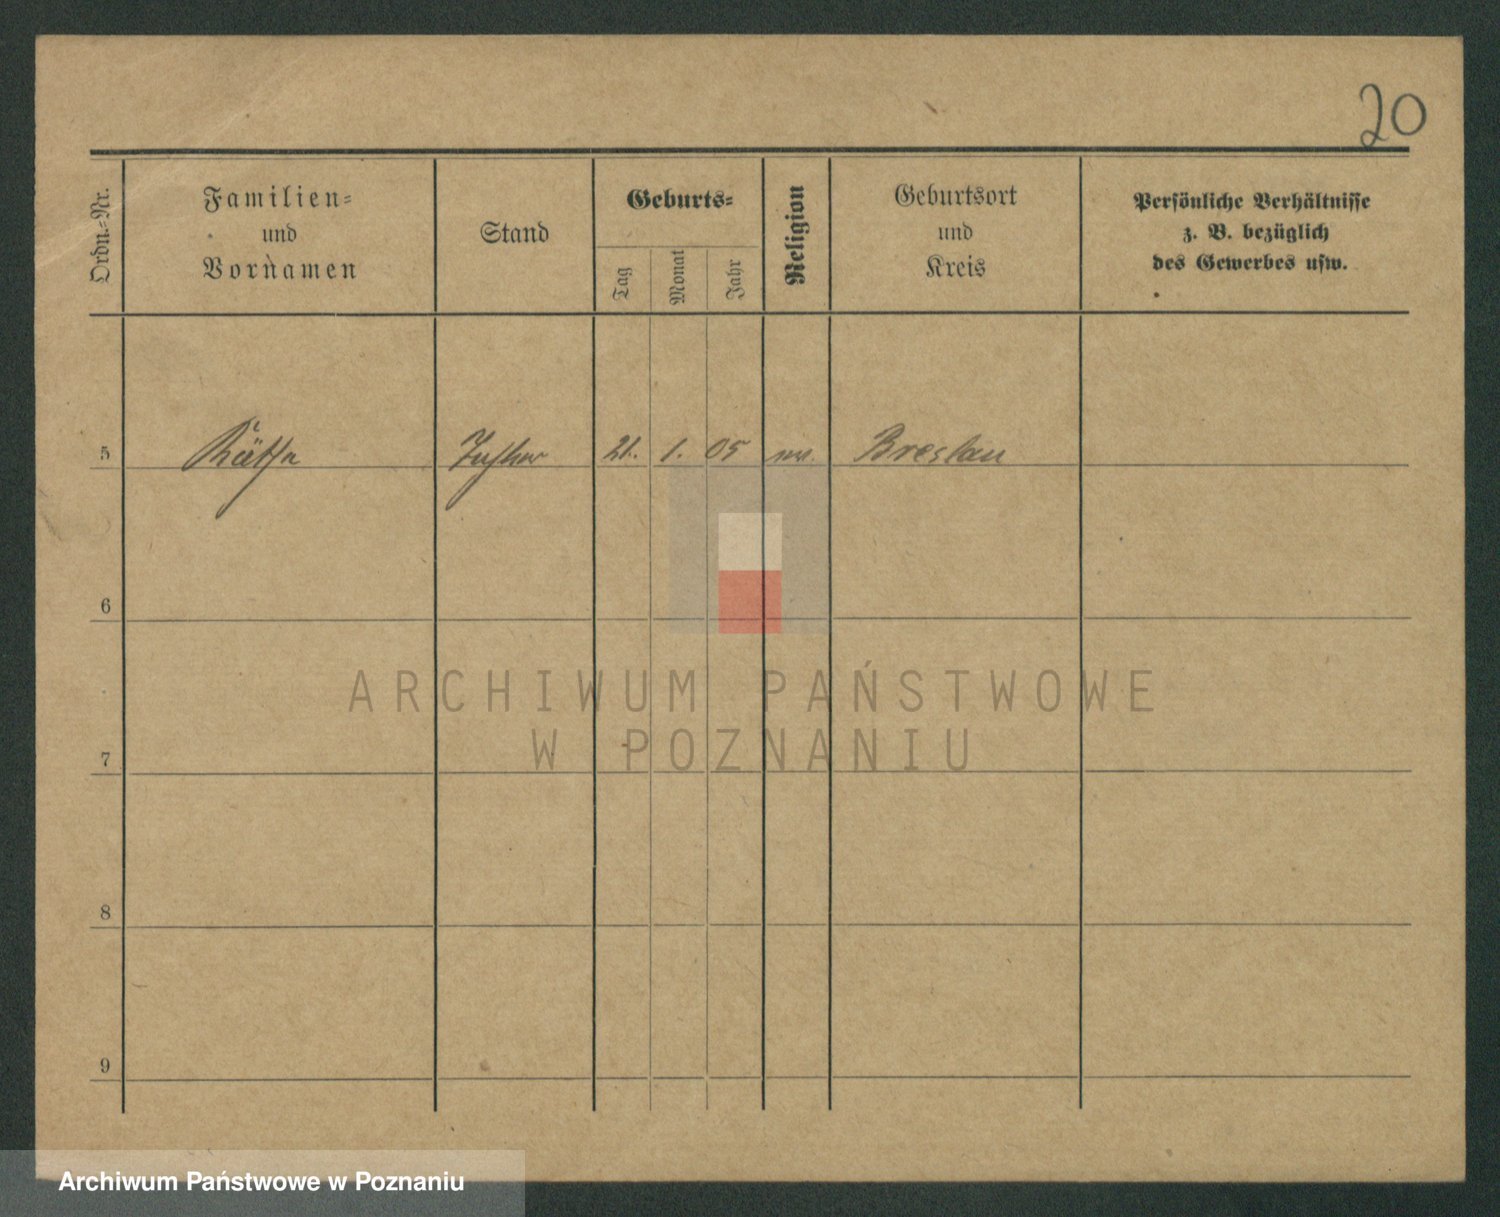 20
Ordn.-Nr.
Familien-
und
Vornamen
Stand
Geburts-
Tag
Monat
Jahr
Religion
Geburtsort
und
Kreis
Persönliche Verhältnisse
z. B. bezüglich
des Gewerbes usw.
5 Käthe Tochter 21. 1. 05 Breslau
6
7
8
9
ARCHIWUM PAŃSTWOWE
W POZNANIU
Archiwum Państwowe w Poznaniu